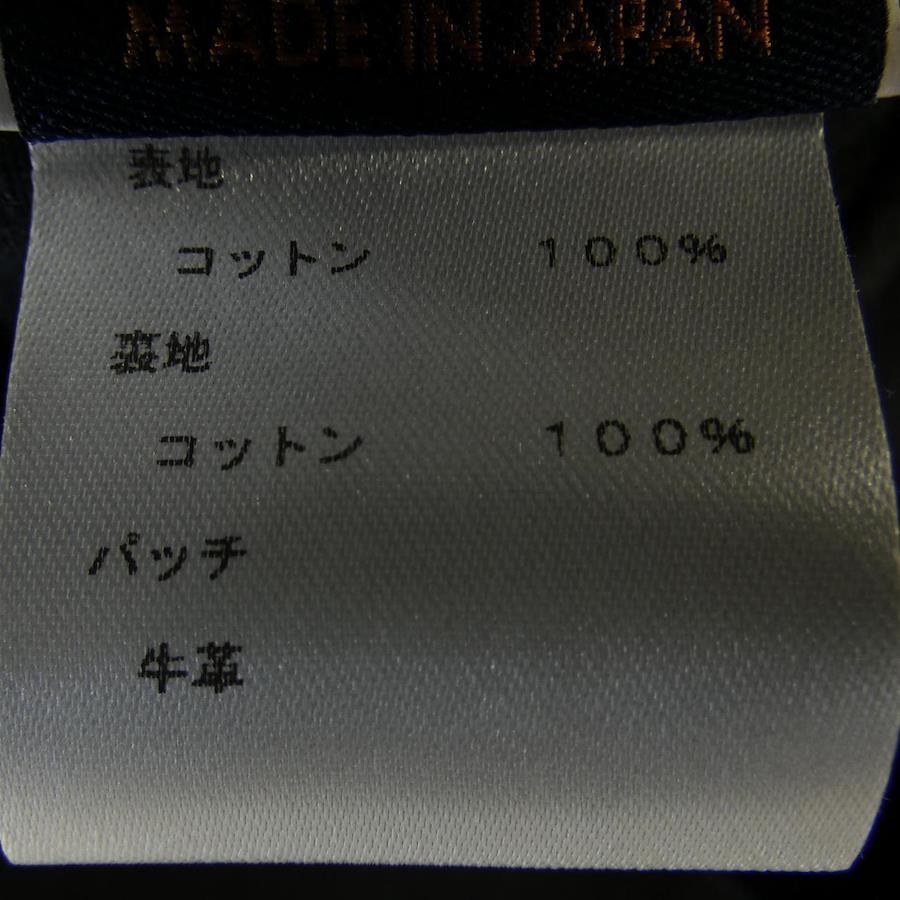 MADE IN JAPAN
表地
コットン 100%
裏地
コットン 100%
パッチ
牛革